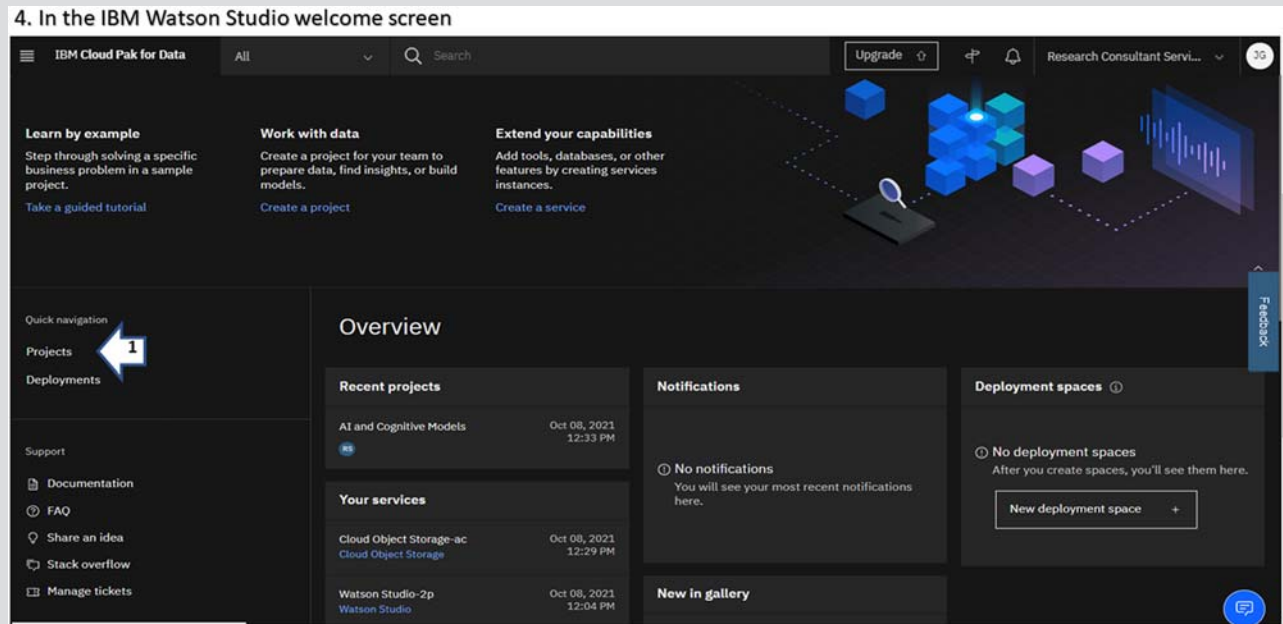 4. In the IBM Watson Studio welcome screen
IBM Cloud Pak for Data
All
Search
Upgrade
Research Consultant Servi...
JG
Learn by example
Step through solving a specific
business problem in a sample
project.
Take a guided tutorial
Work with data
Create a project for your team to
prepare data, find insights, or build
models.
Create a project
Extend your capabilities
Add tools, databases, or other
features by creating services
instances.
Create a service
Feedback
Quick navigation
Projects
1
Deployments
Support
Documentation
FAQ
Share an idea
Stack overflow
Manage tickets
Overview
Recent projects
AI and Cognitive Models
Oct 08, 2021
12:33 PM
RS
Your services
Cloud Object Storage-ac
Oct 08, 2021
Cloud Object Storage
12:29 PM
Watson Studio-2p
Oct 08, 2021
Watson Studio
12:04 PM
Notifications
No notifications
You will see your most recent notifications
here.
New in gallery
Deployment spaces
No deployment spaces
After you create spaces, you'll see them here.
New deployment space +